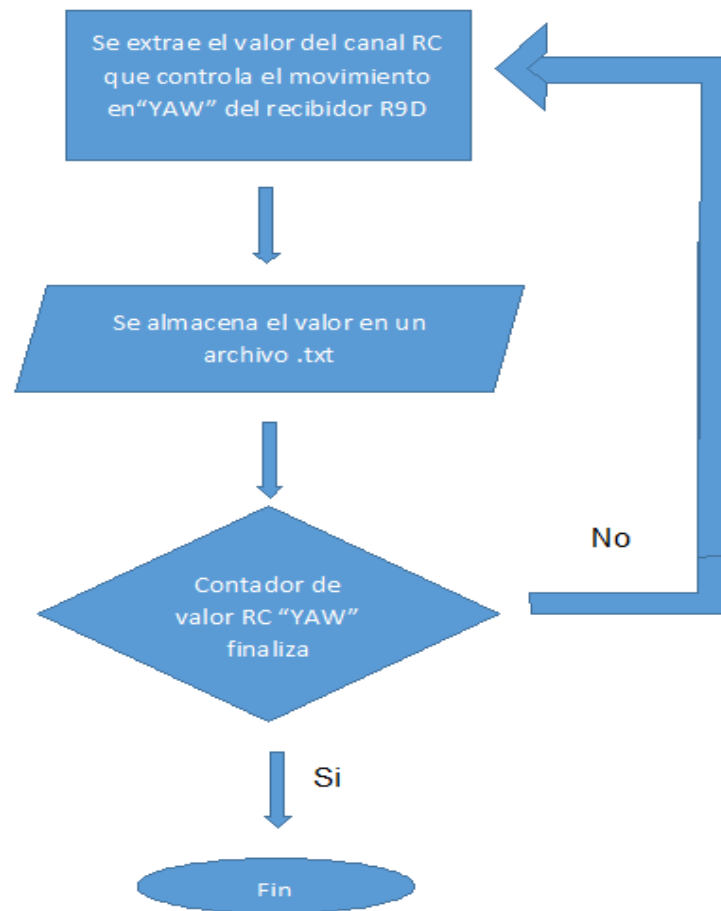 Se extrae el valor del canal RC
que controla el movimiento
en“YAW” del recibidor R9D
Se almacena el valor en un
archivo .txt
Contador de
valor RC “YAW”
finaliza
No
Si
Fin